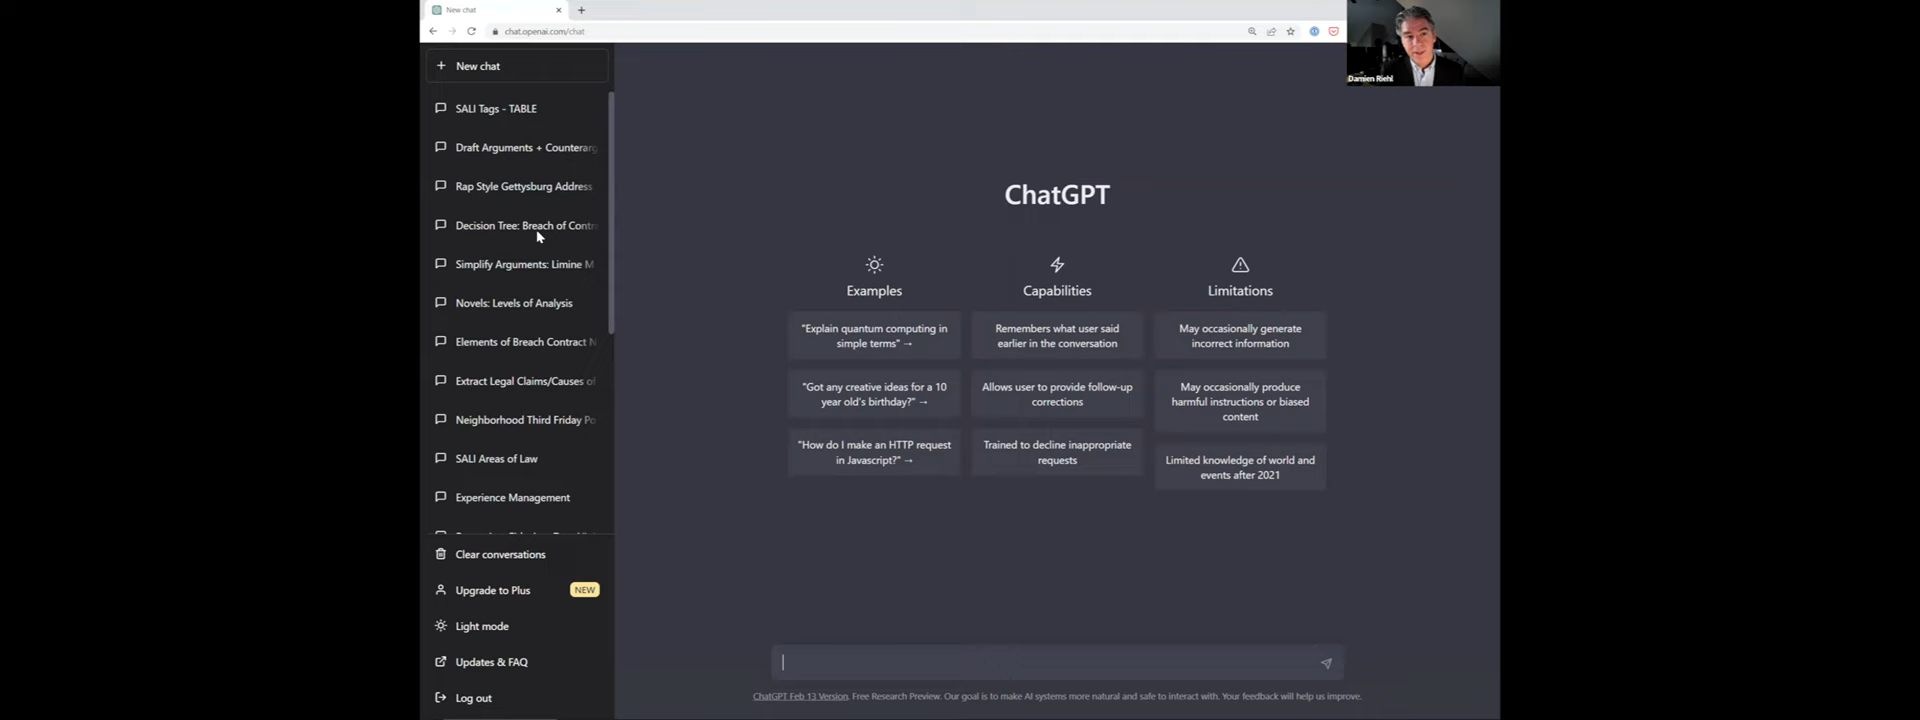 New chat
chat.openai.com/chat
Damien Riehl
New chat
SALI Tags - TABLE
Draft Arguments + Counterarg
Rap Style Gettysburg Address
Decision Tree: Breach of Contr
Simplify Arguments: Limine M
Novels: Levels of Analysis
Elements of Breach Contract N
Extract Legal Claims/Causes of
Neighborhood Third Friday Po
SALI Areas of Law
Experience Management
Clear conversations
Upgrade to Plus NEW
Light mode
Updates & FAQ
Log out
ChatGPT
Examples
"Explain quantum computing in
simple terms" →
"Got any creative ideas for a 10
year old's birthday?" →
"How do I make an HTTP request
in Javascript?" →
Capabilities
Remembers what user said
earlier in the conversation
Allows user to provide follow-up
corrections
Trained to decline inappropriate
requests
Limitations
May occasionally generate
incorrect information
May occasionally produce
harmful instructions or biased
content
Limited knowledge of world and
events after 2021
ChatGPT Feb 13 Version. Free Research Preview. Our goal is to make AI systems more natural and safe to interact with. Your feedback will help us improve.